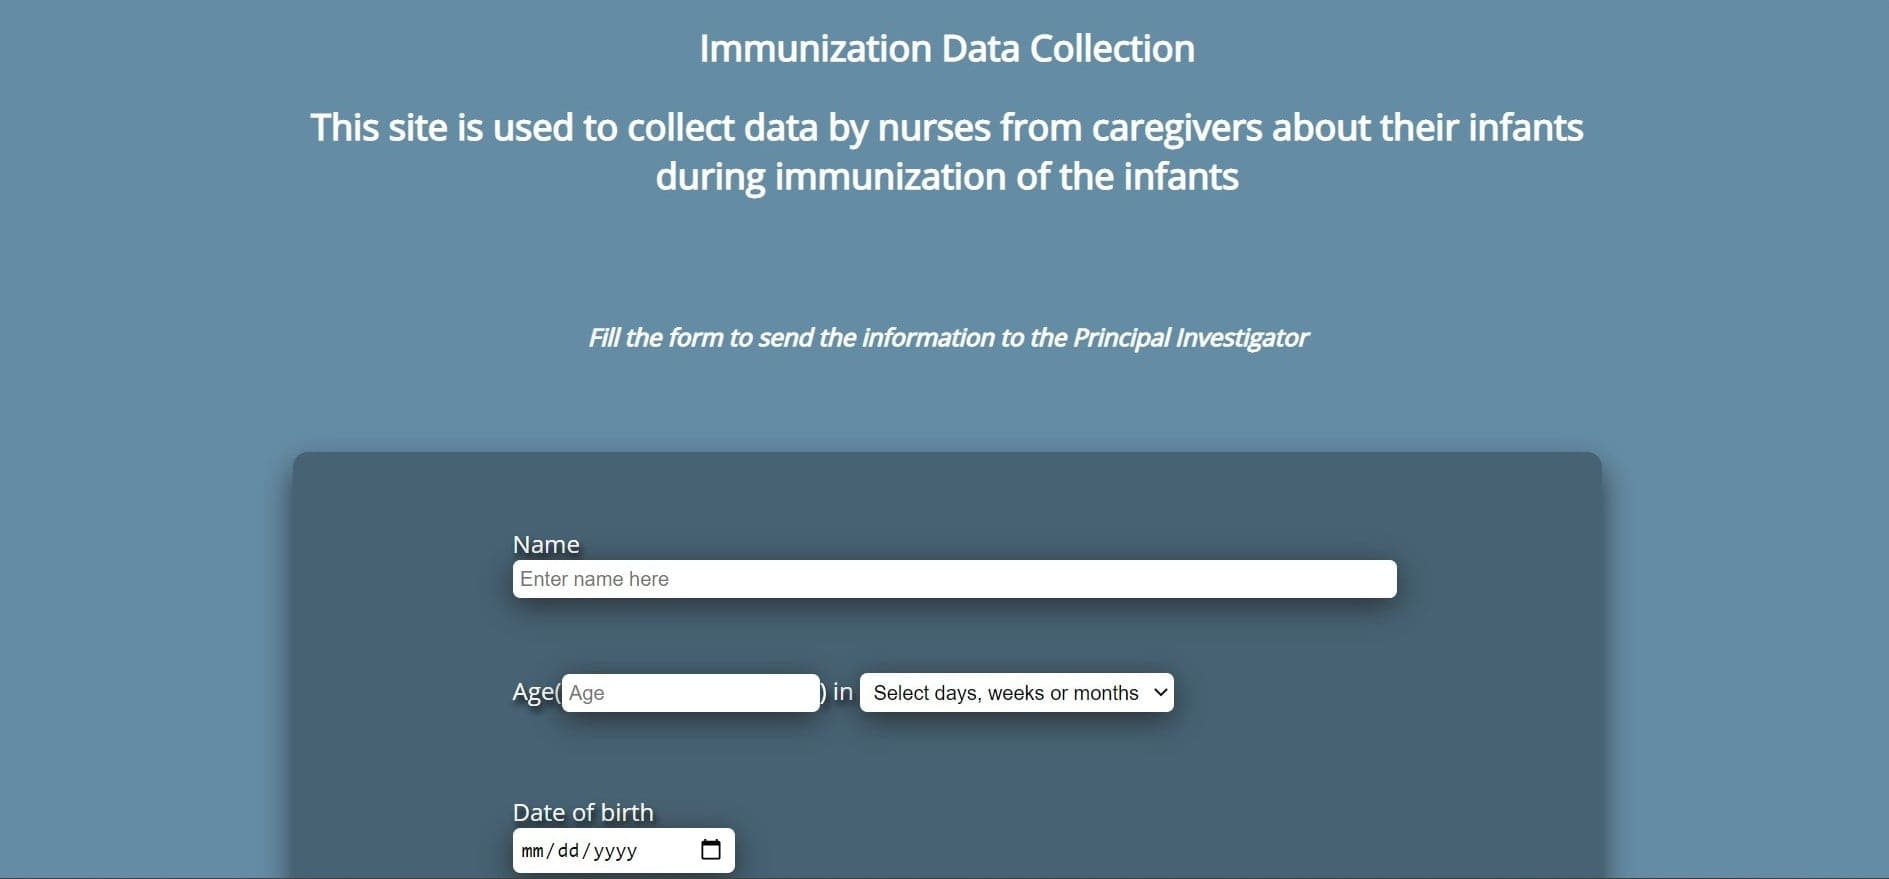 Immunization Data Collection
This site is used to collect data by nurses from caregivers about their infants
during immunization of the infants
Fill the form to send the information to the Principal Investigator
Name
Enter name here
Age( Age ) in Select days, weeks or months
Date of birth
mm/dd/yyyy